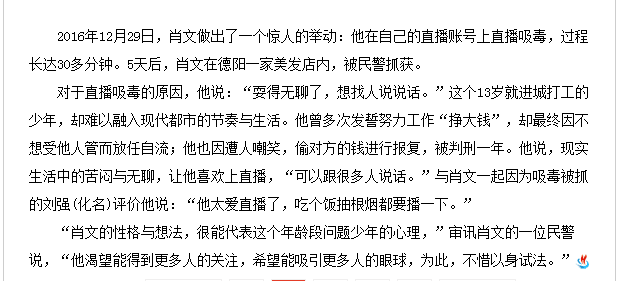 2016年12月29日，肖文做出了一个惊人的举动：他在自己的直播账号上直播吸毒，过程
长达30多分钟。5天后，肖文在德阳一家美发店内，被民警抓获。
对于直播吸毒的原因，他说：“耍得无聊了，想找人说说话。”这个13岁就进城打工的
少年，却难以融入现代都市的节奏与生活。他曾多次发誓努力工作“挣大钱”，却最终因不
想受他人管而放任自流；他也因遭人嘲笑，偷对方的钱进行报复，被判刑一年。他说，现实
生活中的苦闷与无聊，让他喜欢上直播，“可以跟很多人说话。”与肖文一起因为吸毒被抓
的刘强(化名)评价他说：“他太爱直播了，吃个饭抽根烟都要播一下。”
“肖文的性格与想法，很能代表这个年龄段问题少年的心理，”审讯肖文的一位民警
说，“他渴望能得到更多人的关注，希望能吸引更多人的眼球，为此，不惜以身试法。”